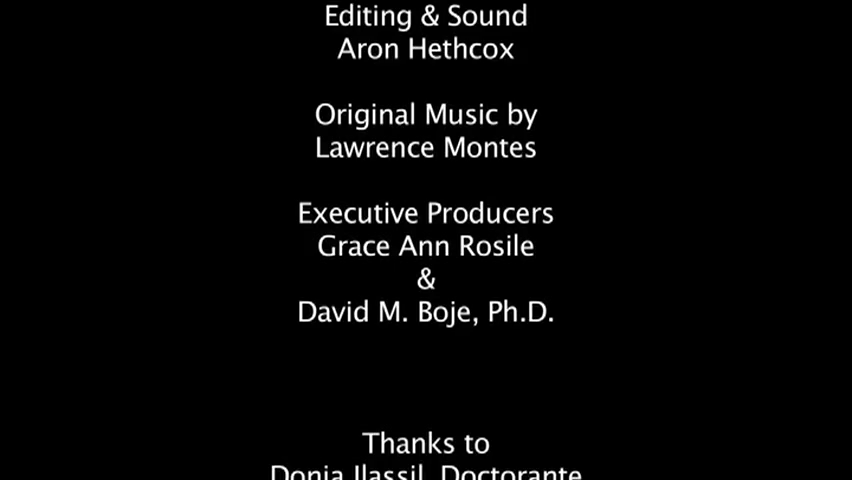 Editing & Sound
Aron Hethcox
Original Music by
Lawrence Montes
Executive Producers
Grace Ann Rosile
&
David M. Boje, Ph.D.
Thanks to
Doctorante